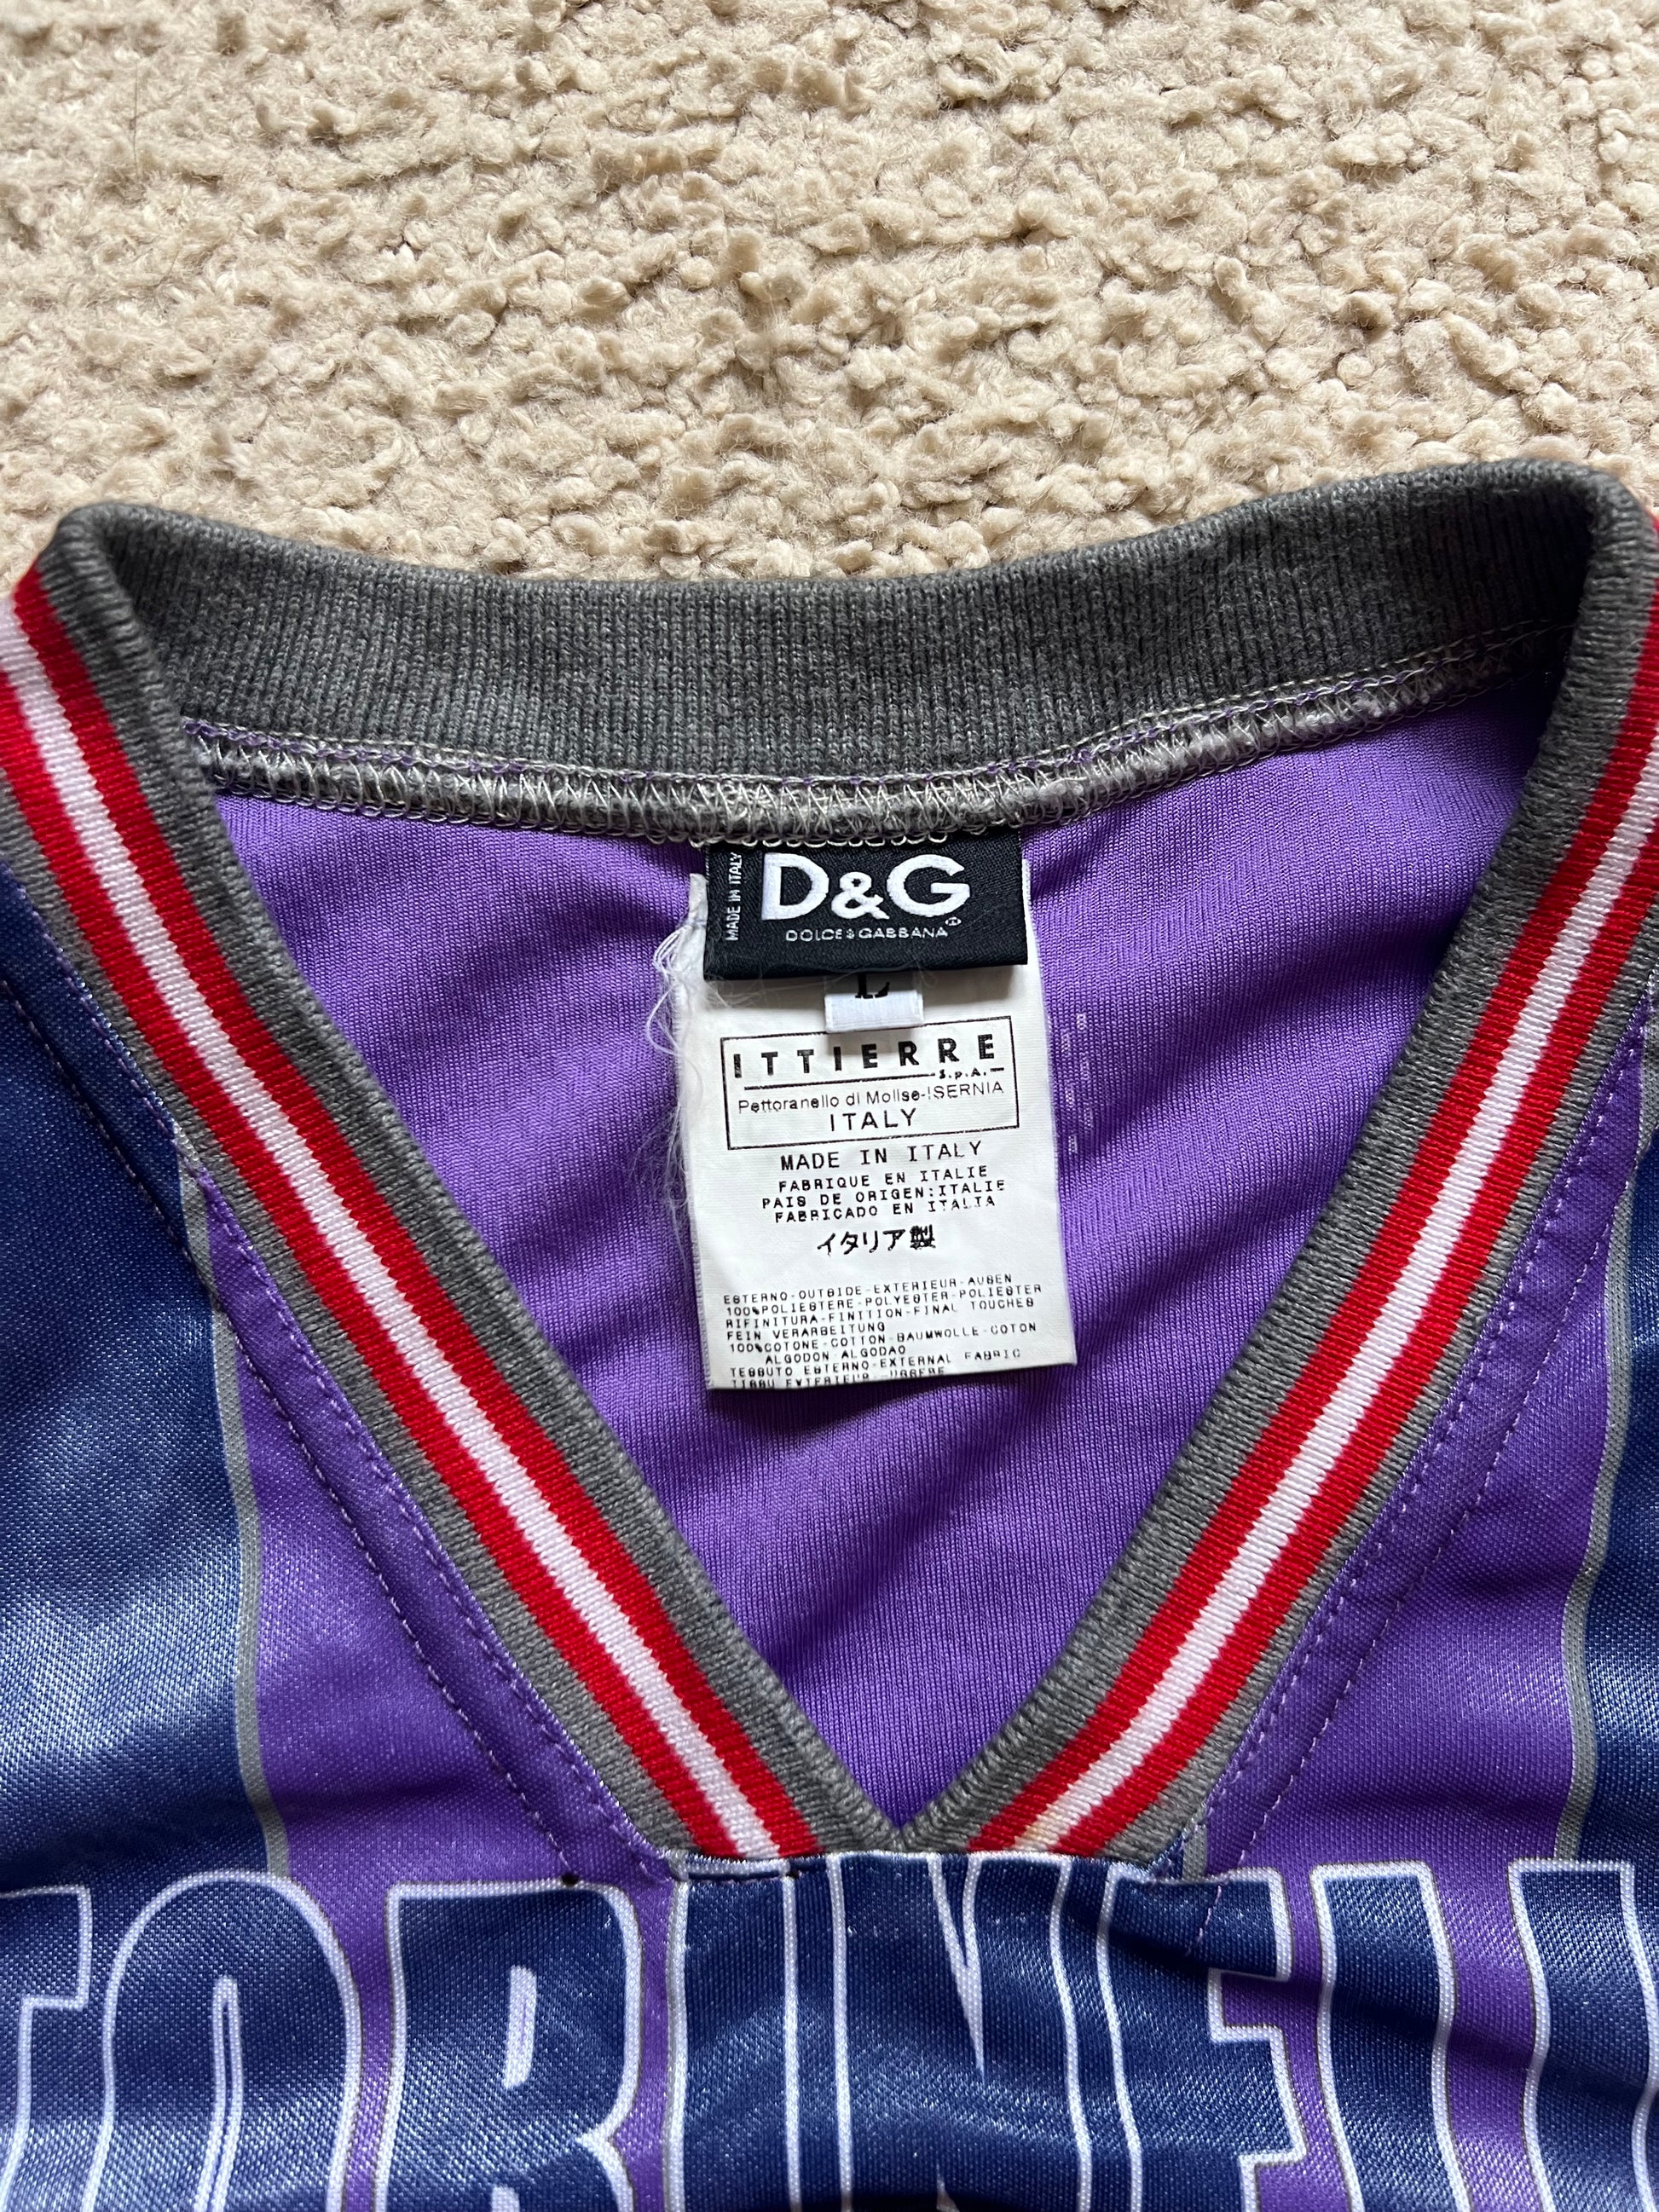 MADE IN ITALY
D&G®
DOLCE & GABBANA
L
ITTIERRE
S.p.A.
Pettoranello di Molise-ISERNIA
ITALY
MADE IN ITALY
FABRIQUE EN ITALIE
PAIS DE ORIGEN:ITALIE
FABRICADO EN ITALIA
イタリア製
ESTERNO-OUTSIDE-EXTERIEUR-AUßEN
100%POLIESTERE-POLYESTER-POLIESTER
RIFINITURA-FINITION-FINAL TOUCHES
FEIN VERARBEITUNG
100%COTONE-COTTON-BAUMWOLLE-COTON
ALGODON-ALGODAO
TESSUTO ESTERNO-EXTERNAL FABRIC
TISSU EXTERIEUR